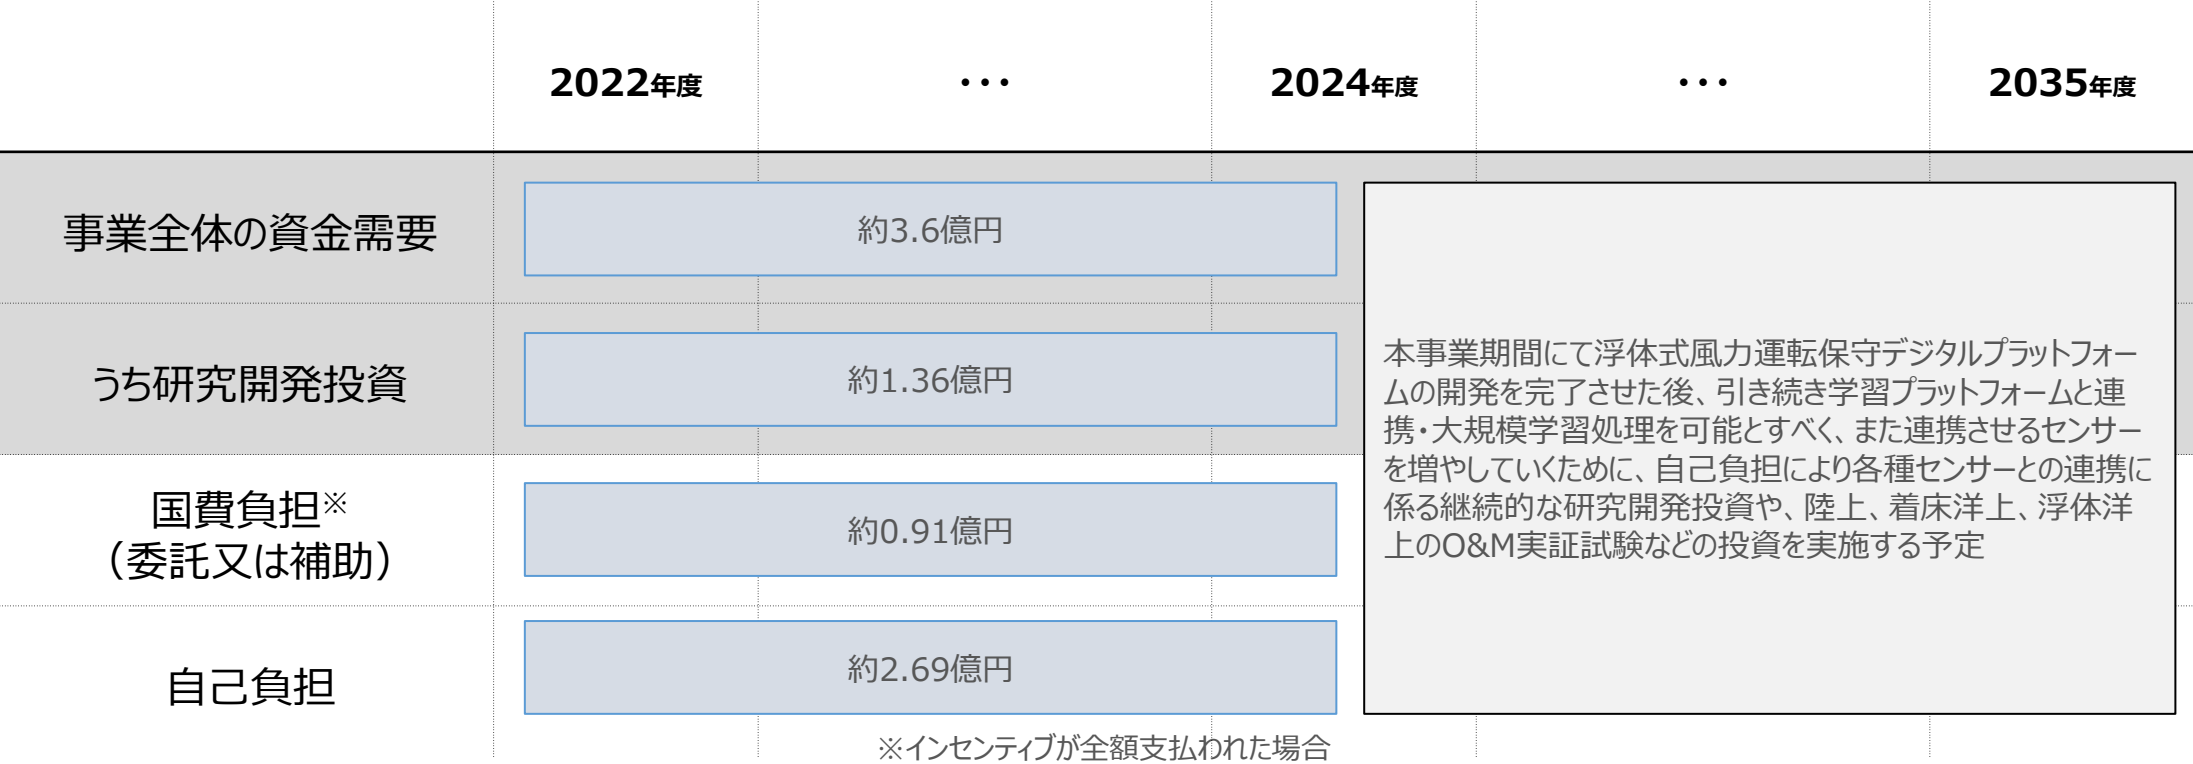 2022年度 ・・・ 2024年度 ・・・ 2035年度
事業全体の資金需要
約3.6億円
うち研究開発投資
約1.36億円
国費負担※
（委託又は補助）
約0.91億円
自己負担
約2.69億円
本事業期間にて浮体式風力運転保守デジタルプラットフォー
ムの開発を完了させた後、引き続き学習プラットフォームと連
携・大規模学習処理を可能とすべく、また連携させるセンサー
を増やしていくために、自己負担により各種センサーとの連携に
係る継続的な研究開発投資や、陸上、着床洋上、浮体洋
上のO&M実証試験などの投資を実施する予定
※インセンティブが全額支払われた場合